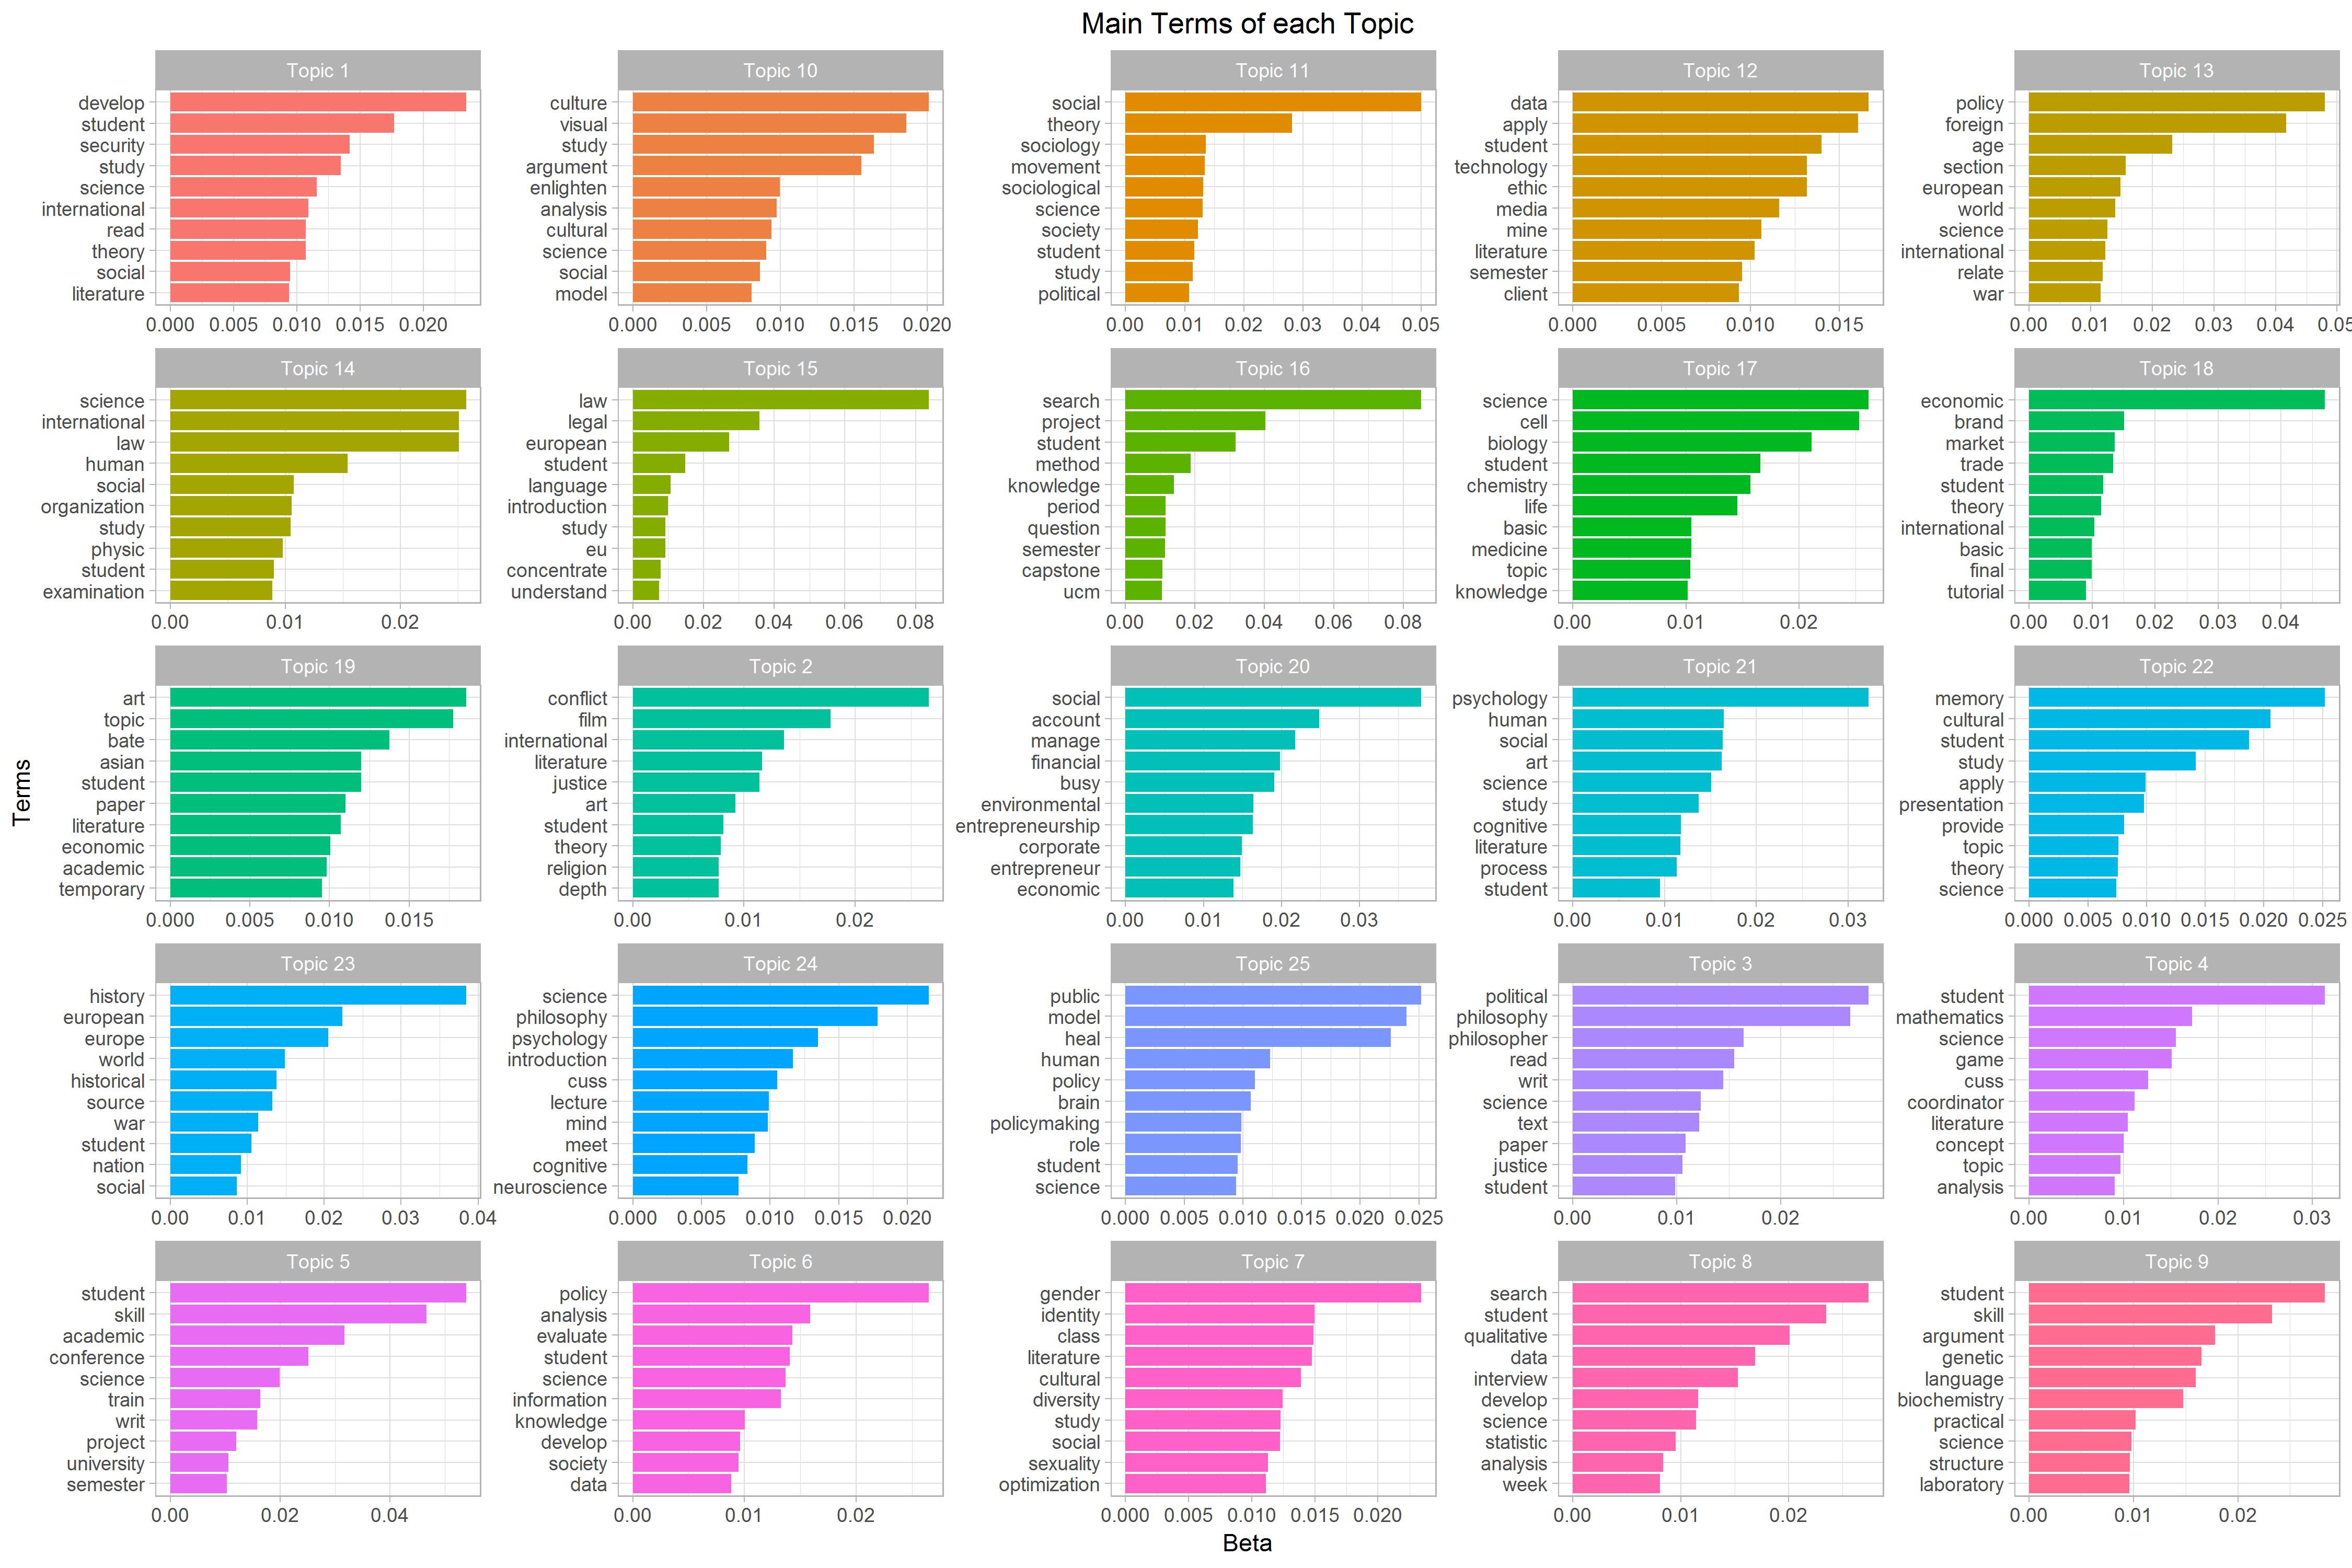 Main Terms of each Topic
Topic 1
develop
student
security
study
science
international
read
theory
social
literature
0.000 0.005 0.010 0.015 0.020
Topic 10
culture
visual
study
argument
enlighten
analysis
cultural
science
social
model
0.000 0.005 0.010 0.015 0.020
Topic 11
social
theory
sociology
movement
sociological
science
society
student
study
political
0.00 0.01 0.02 0.03 0.04 0.05
Topic 12
data
apply
student
technology
ethic
media
mine
literature
semester
client
0.000 0.005 0.010 0.015
Topic 13
policy
foreign
age
section
european
world
science
international
relate
war
0.00 0.01 0.02 0.03 0.04 0.05
Topic 14
science
international
law
human
social
organization
study
physic
student
examination
0.00 0.01 0.02
Topic 15
law
legal
european
student
language
introduction
study
eu
concentrate
understand
0.00 0.02 0.04 0.06 0.08
Topic 16
search
project
student
method
knowledge
period
question
semester
capstone
ucm
0.00 0.02 0.04 0.06 0.08
Topic 17
science
cell
biology
student
chemistry
life
basic
medicine
topic
knowledge
0.00 0.01 0.02
Topic 18
economic
brand
market
trade
student
theory
international
basic
final
tutorial
0.00 0.01 0.02 0.03 0.04
Terms
Topic 19
art
topic
bate
asian
student
paper
literature
economic
academic
temporary
0.000 0.005 0.010 0.015
Topic 2
conflict
film
international
literature
justice
art
student
theory
religion
depth
0.00 0.01 0.02
Topic 20
social
account
manage
financial
busy
environmental
entrepreneurship
corporate
entrepreneur
economic
0.00 0.01 0.02 0.03
Topic 21
psychology
human
social
art
science
study
cognitive
literature
process
student
0.00 0.01 0.02 0.03
Topic 22
memory
cultural
student
study
apply
presentation
provide
topic
theory
science
0.000 0.005 0.010 0.015 0.020 0.025
Topic 23
history
european
europe
world
historical
source
war
student
nation
social
0.00 0.01 0.02 0.03 0.04
Topic 24
science
philosophy
psychology
introduction
cuss
lecture
mind
meet
cognitive
neuroscience
0.000 0.005 0.010 0.015 0.020
Topic 25
public
model
heal
human
policy
brain
policymaking
role
student
science
0.000 0.005 0.010 0.015 0.020 0.025
Topic 3
political
philosophy
philosopher
read
writ
science
text
paper
justice
student
0.00 0.01 0.02
Topic 4
student
mathematics
science
game
cuss
coordinator
literature
concept
topic
analysis
0.00 0.01 0.02 0.03
Topic 5
student
skill
academic
conference
science
train
writ
project
university
semester
0.00 0.02 0.04
Topic 6
policy
analysis
evaluate
student
science
information
knowledge
develop
society
data
0.00 0.01 0.02
Topic 7
gender
identity
class
literature
cultural
diversity
study
social
sexuality
optimization
0.000 0.005 0.010 0.015 0.020
Topic 8
search
student
qualitative
data
interview
develop
science
statistic
analysis
week
0.00 0.01 0.02
Topic 9
student
skill
argument
genetic
language
biochemistry
practical
science
structure
laboratory
0.00 0.01 0.02
Beta